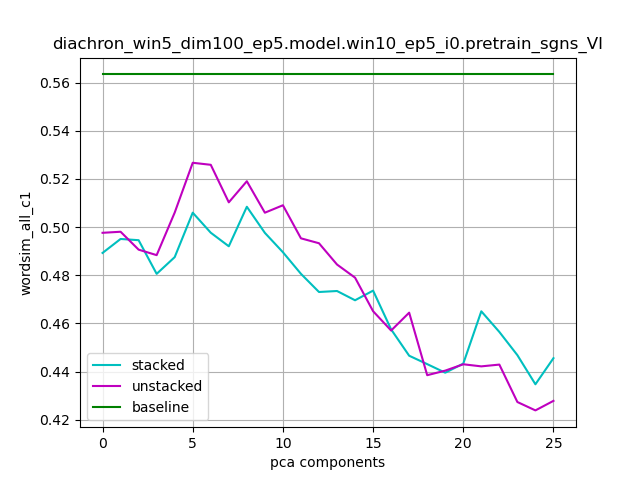 diachron_win5_dim100_ep5.model.win10_ep5_i0.pretrain_sgns_VI
0.56
0.54
0.52
0.50
0.48
0.46
0.44
0.42
wordsim_all_c1
stacked
unstacked
baseline
0 5 10 15 20 25
pca components